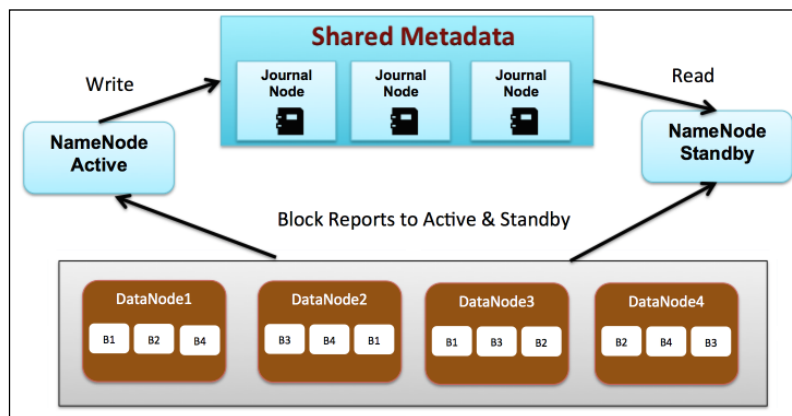 Shared Metadata
Write
Journal
Node
Journal
Node
Journal
Node
Read
NameNode
Active
NameNode
Standby
Block Reports to Active & Standby
DataNode1
B1 B2 B4
DataNode2
B3 B4 B1
DataNode3
B1 B3 B2
DataNode4
B2 B4 B3